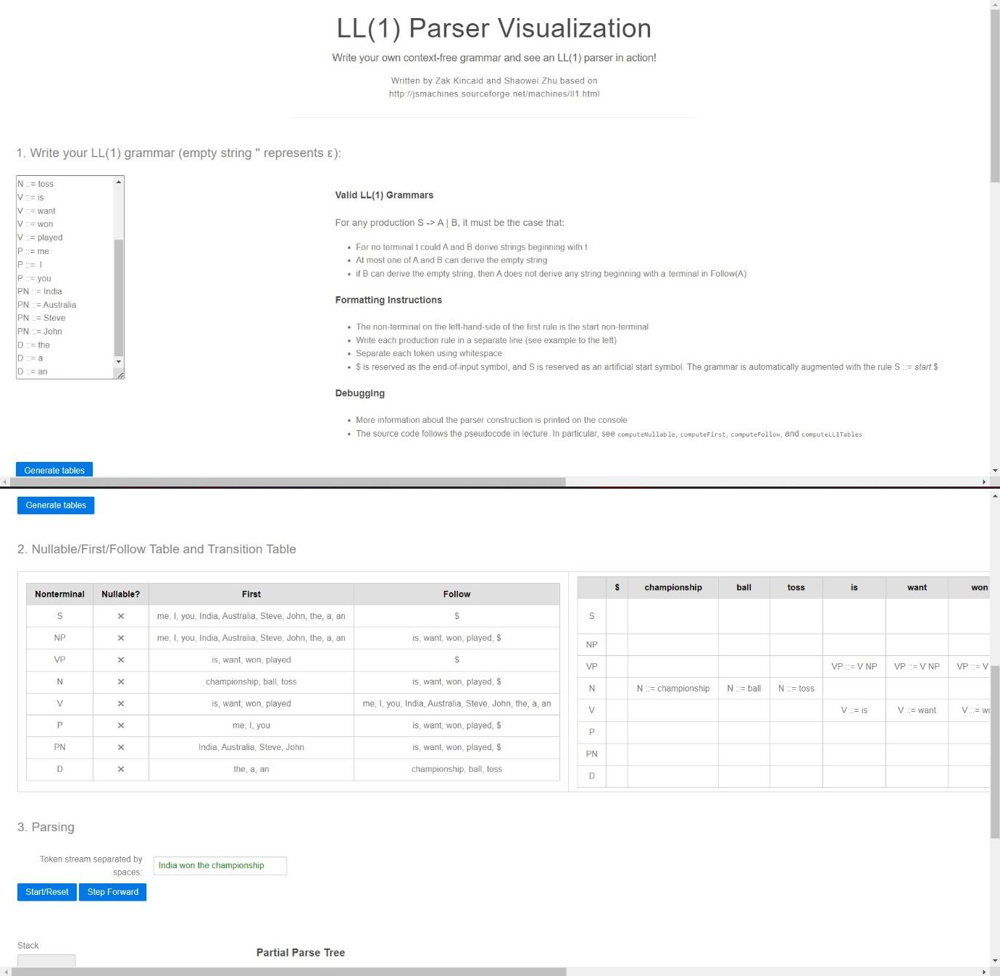 LL(1) Parser Visualization
Write your own context-free grammar and see an LL(1) parser in action!
Written by Zak Kincaid and Shaowei Zhu based on
http://jsmachines.sourceforge.net/machines/ll1.html
1. Write your LL(1) grammar (empty string '' represents ε):
N ::= toss
V ::= is
V ::= want
V ::= won
V ::= played
P ::= me
P ::= I
P ::= you
PN ::= India
PN ::= Australia
PN ::= Steve
PN ::= John
D ::= the
D ::= a
D ::= an
Valid LL(1) Grammars
For any production S -> A | B, it must be the case that:
• For no terminal t could A and B derive strings beginning with t
• At most one of A and B can derive the empty string
• if B can derive the empty string, then A does not derive any string beginning with a terminal in Follow(A)
Formatting Instructions
• The non-terminal on the left-hand-side of the first rule is the start non-terminal
• Write each production rule in a separate line (see example to the left)
• Separate each token using whitespace
• $ is reserved as the end-of-input symbol, and S is reserved as an artificial start symbol. The grammar is automatically augmented with the rule S ::= start $
Debugging
• More information about the parser construction is printed on the console
• The source code follows the pseudocode in lecture. In particular, see computeNullable, computeFirst, computeFollow, and computeLL1Tables
Generate tables
Generate tables
2. Nullable/First/Follow Table and Transition Table
Nonterminal Nullable? First Follow
S ✕ me, I, you, India, Australia, Steve, John, the, a, an $
NP ✕ me, I, you, India, Australia, Steve, John, the, a, an is, want, won, played, $
VP ✕ is, want, won, played $
N ✕ championship, ball, toss is, want, won, played, $
V ✕ is, want, won, played me, I, you, India, Australia, Steve, John, the, a, an
P ✕ me, I, you is, want, won, played, $
PN ✕ India, Australia, Steve, John is, want, won, played, $
D ✕ the, a, an championship, ball, toss
$ championship ball toss is want won
S
NP
VP VP ::= V NP VP ::= V NP VP ::= V
N N ::= championship N ::= ball N ::= toss
V V ::= is V ::= want V ::= wo
P
PN
D
3. Parsing
Token stream separated by
spaces:
India won the championship
Start/Reset Step Forward
Stack
Partial Parse Tree